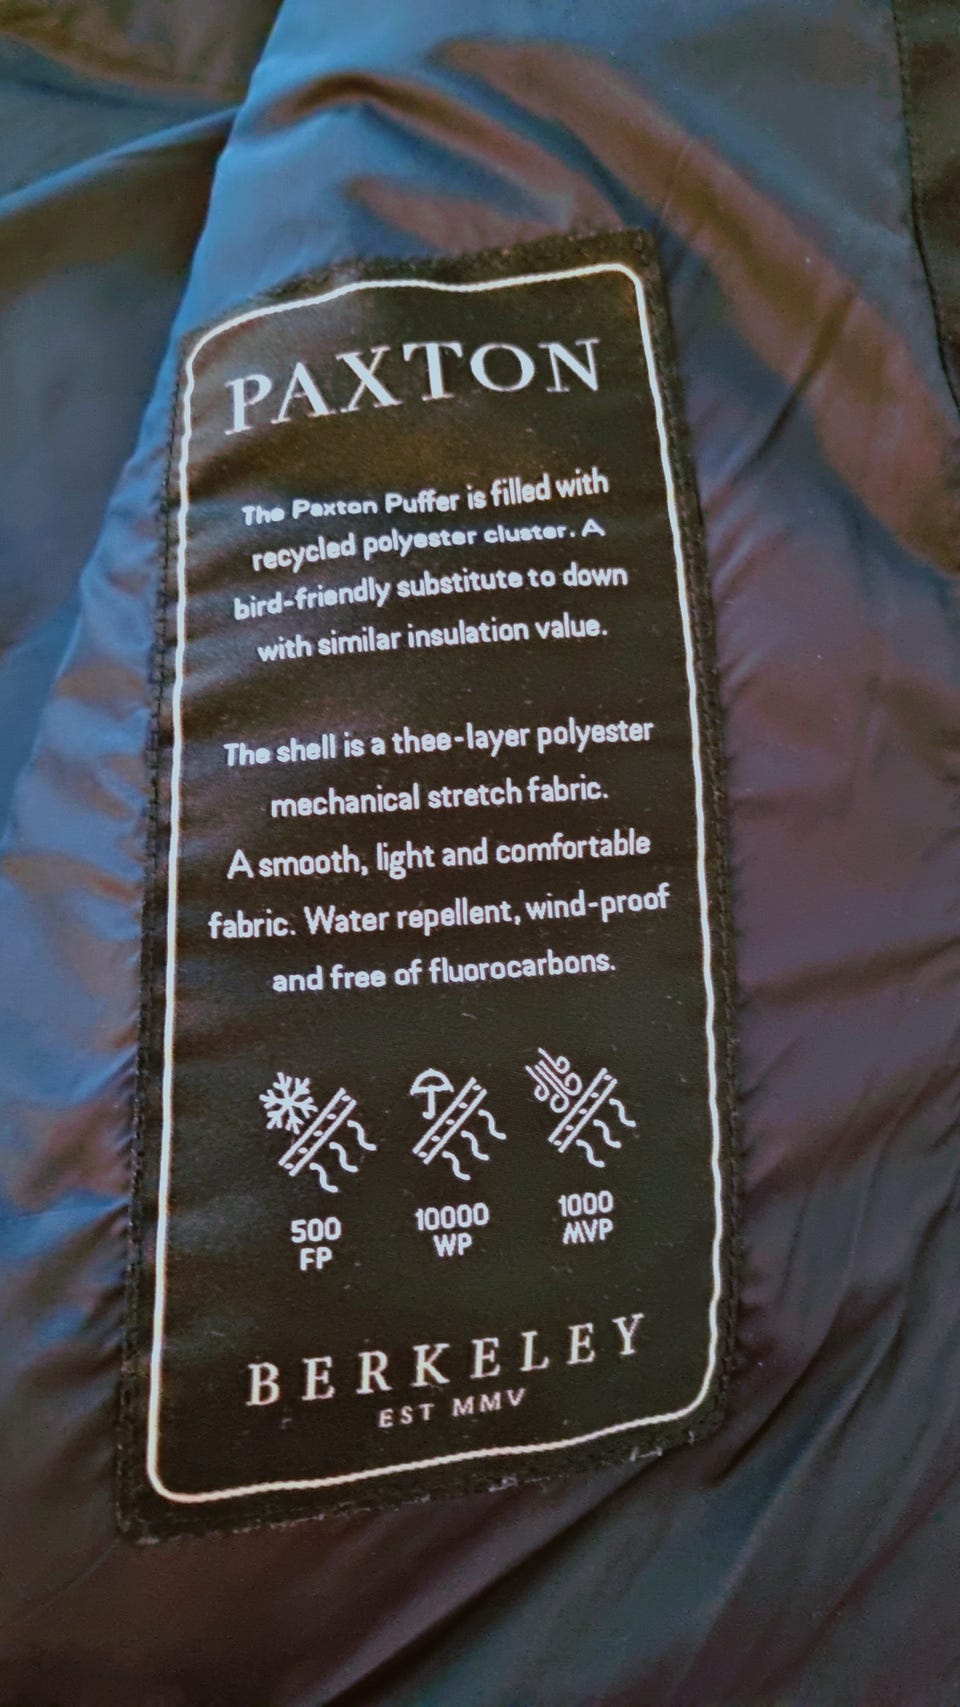 PAXTON
The Paxton Puffer is filled with
recycled polyester cluster. A
bird-friendly substitute to down
with similar insulation value.
The shell is a thee-layer polyester
mechanical stretch fabric.
A smooth, light and comfortable
fabric. Water repellent, wind-proof
and free of fluorocarbons.
500 10000 1000
FP WP MVP
BERKELEY
EST MMV